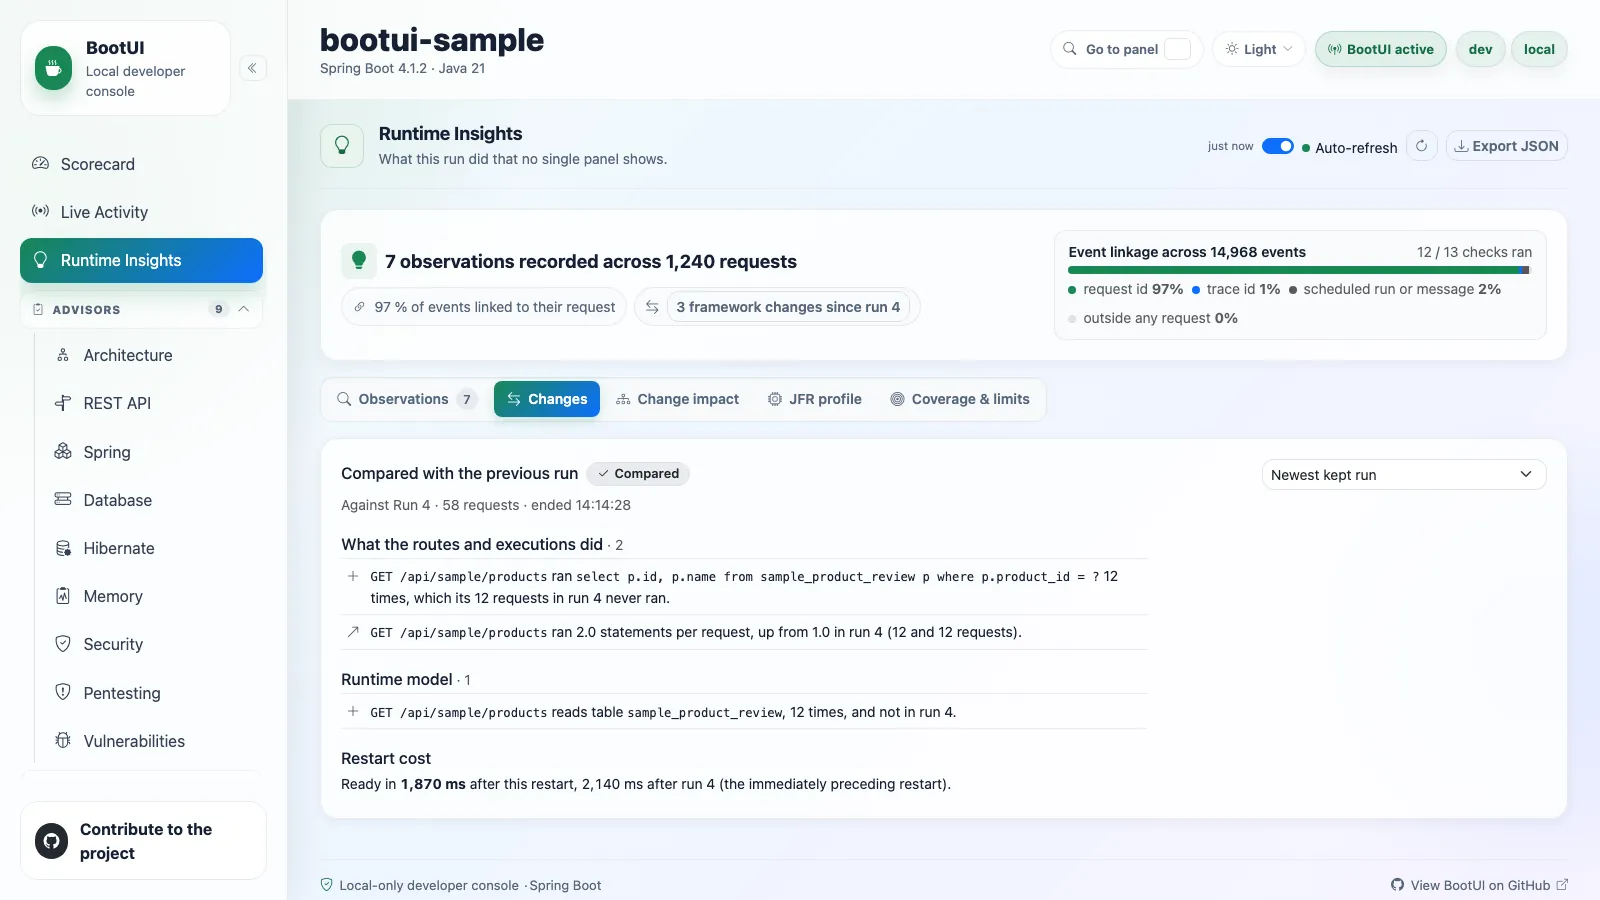 BootUI
Local developer
console
Scorecard
Live Activity
Runtime Insights
ADVISORS 9
Architecture
REST API
Spring
Database
Hibernate
Memory
Security
Pentesting
Vulnerabilities
Contribute to the
project
bootui-sample
Spring Boot 4.1.2 · Java 21
Go to panel
Light
BootUI active
dev
local
Runtime Insights
What this run did that no single panel shows.
just now
Auto-refresh
Export JSON
7 observations recorded across 1,240 requests
97 % of events linked to their request
3 framework changes since run 4
Event linkage across 14,968 events
12 / 13 checks ran
request id 97% trace id 1% scheduled run or message 2%
outside any request 0%
Observations 7
Changes
Change impact
JFR profile
Coverage & limits
Compared with the previous run
Compared
Newest kept run
Against Run 4 · 58 requests · ended 14:14:28
What the routes and executions did · 2
GET /api/sample/products ran select p.id, p.name from sample_product_review p where p.product_id = ? 12
times, which its 12 requests in run 4 never ran.
GET /api/sample/products ran 2.0 statements per request, up from 1.0 in run 4 (12 and 12 requests).
Runtime model · 1
GET /api/sample/products reads table sample_product_review, 12 times, and not in run 4.
Restart cost
Ready in 1,870 ms after this restart, 2,140 ms after run 4 (the immediately preceding restart).
Local-only developer console · Spring Boot
View BootUI on GitHub